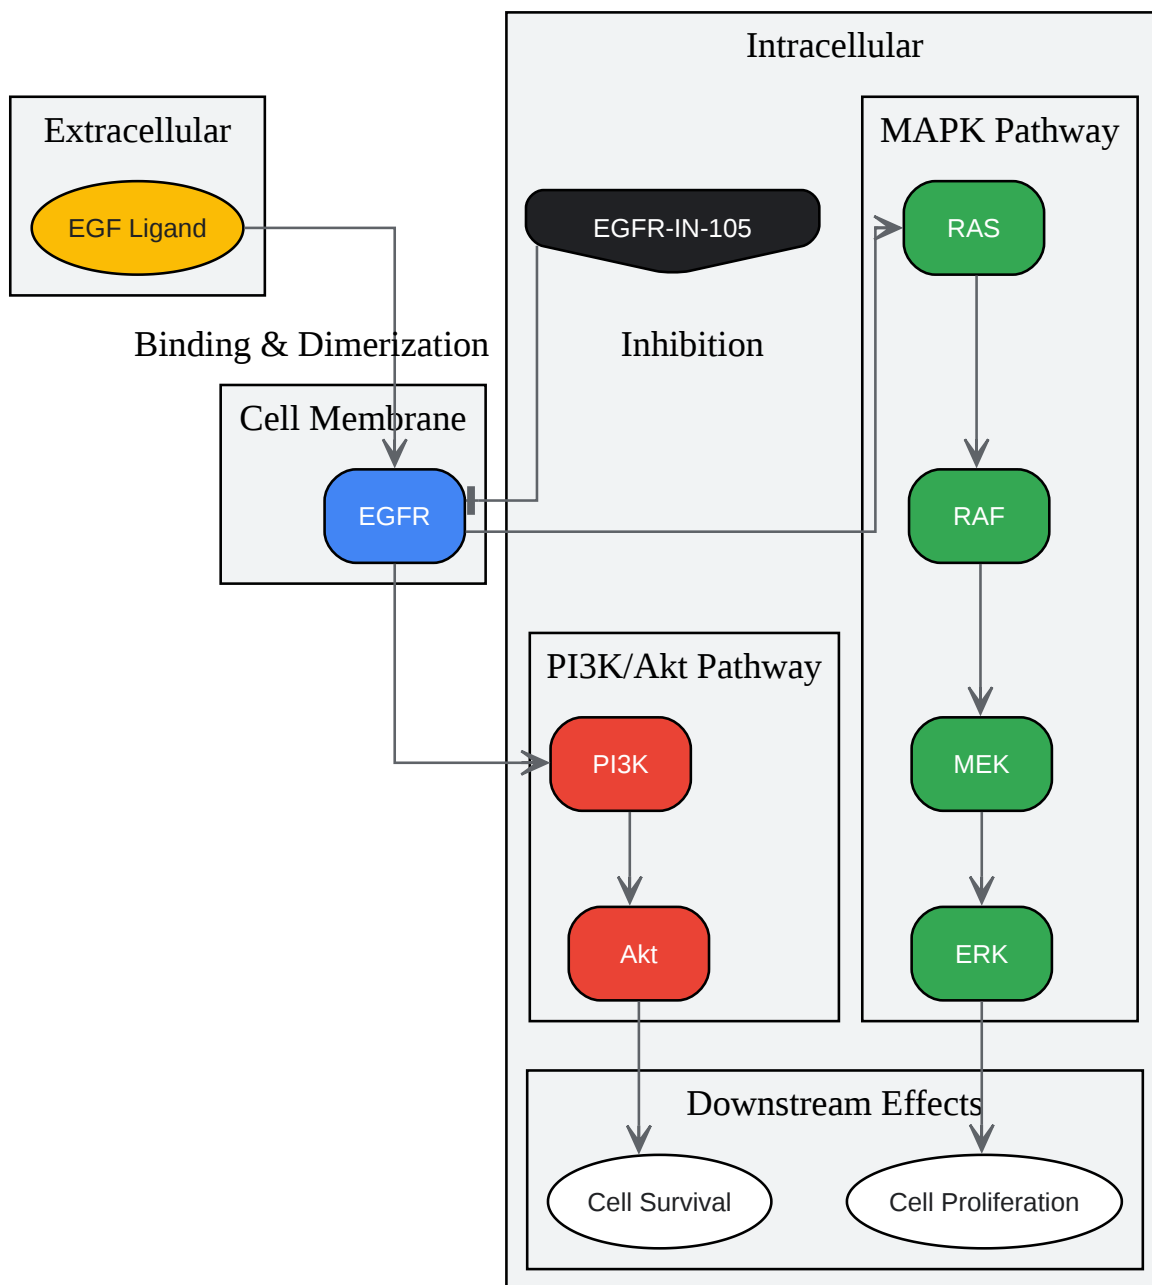 Intracellular
Extracellular
MAPK Pathway
EGF Ligand
EGFR-IN-105
RAS
Binding & Dimerization
Inhibition
Cell Membrane
EGFR
RAF
PI3K/Akt Pathway
PI3K
MEK
Akt
ERK
Downstream Effects
Cell Survival
Cell Proliferation